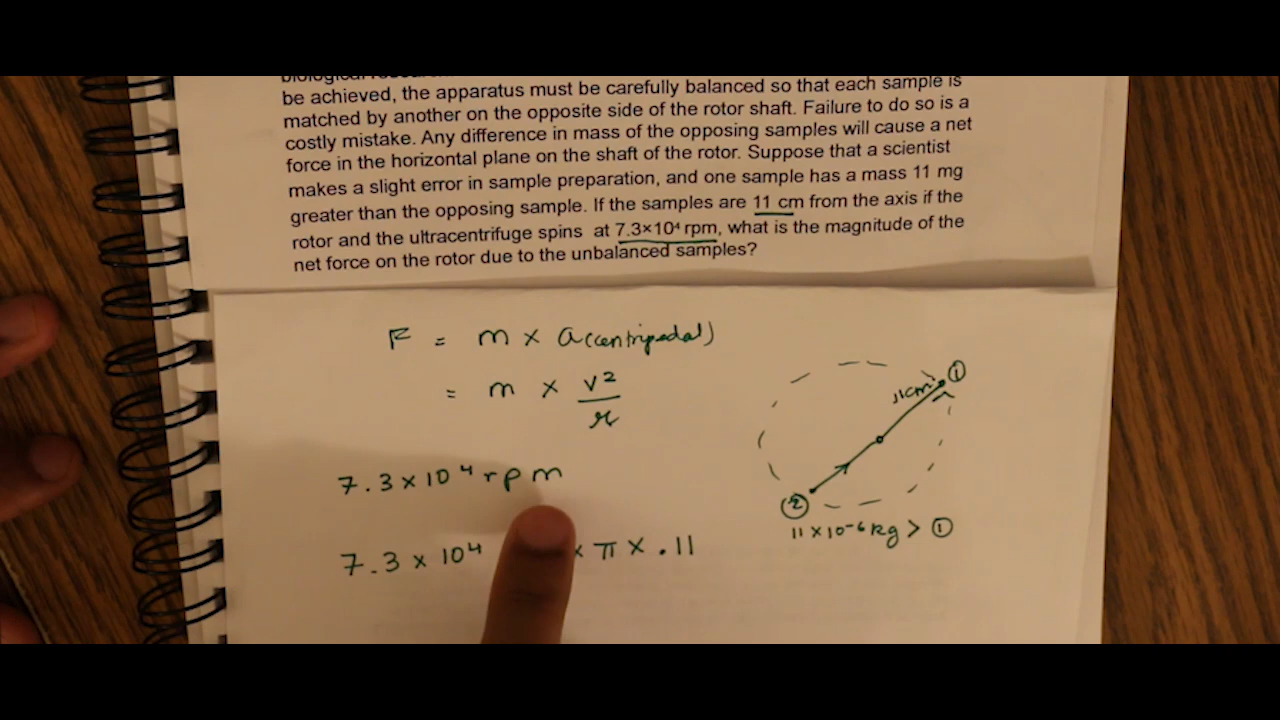 be achieved, the apparatus must be carefully balanced so that each sample is
matched by another on the opposite side of the rotor shaft. Failure to do so is a
costly mistake. Any difference in mass of the opposing samples will cause a net
force in the horizontal plane on the shaft of the rotor. Suppose that a scientist
makes a slight error in sample preparation, and one sample has a mass 11 mg
greater than the opposing sample. If the samples are 11 cm from the axis if the
rotor and the ultracentrifuge spins at 7.3×10⁴ rpm, what is the magnitude of the
net force on the rotor due to the unbalanced samples?
F = m × a(centripedal)
= m × v²/r
7.3×10⁴ rpm
7.3 × 10⁴ × π × .11
11cm
①
②
11×10⁻⁶ kg > ①